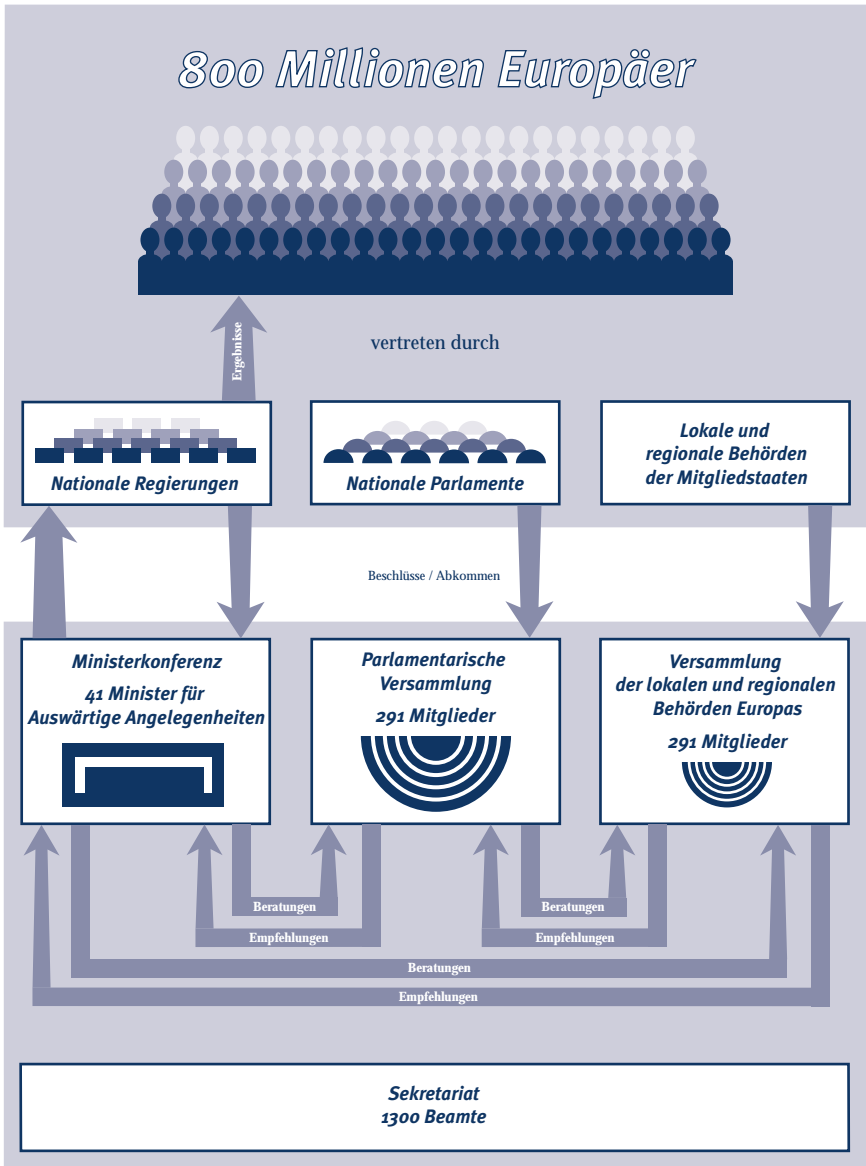 800 Millionen Europäer
Ergebnisse
vertreten durch
Nationale Regierungen
Nationale Parlamente
Lokale und
regionale Behörden
der Mitgliedstaaten
Beschlüsse / Abkommen
Ministerkonferenz
41 Minister für
Auswärtige Angelegenheiten
Parlamentarische
Versammlung
291 Mitglieder
Versammlung
der lokalen und regionalen
Behörden Europas
291 Mitglieder
Beratungen
Beratungen
Empfehlungen
Empfehlungen
Beratungen
Empfehlungen
Sekretariat
1300 Beamte